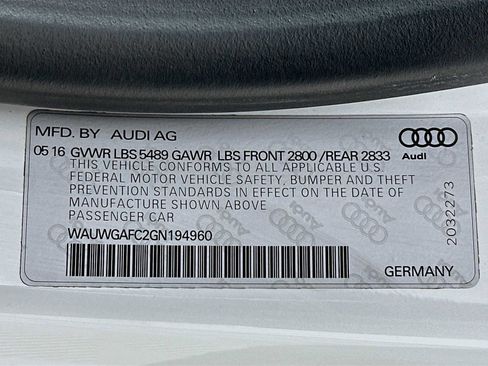 MFD. BY AUDI AG
Audi
05 16 GVWR LBS 5489 GAWR LBS FRONT 2800 /REAR 2833
THIS VEHICLE CONFORMS TO ALL APPLICABLE U.S.
FEDERAL MOTOR VEHICLE SAFETY, BUMPER AND THEFT
PREVENTION STANDARDS IN EFFECT ON THE DATE OF
MANUFACTURE SHOWN ABOVE
PASSENGER CAR
WAUWGAFC2GN194960
GERMANY
2032273